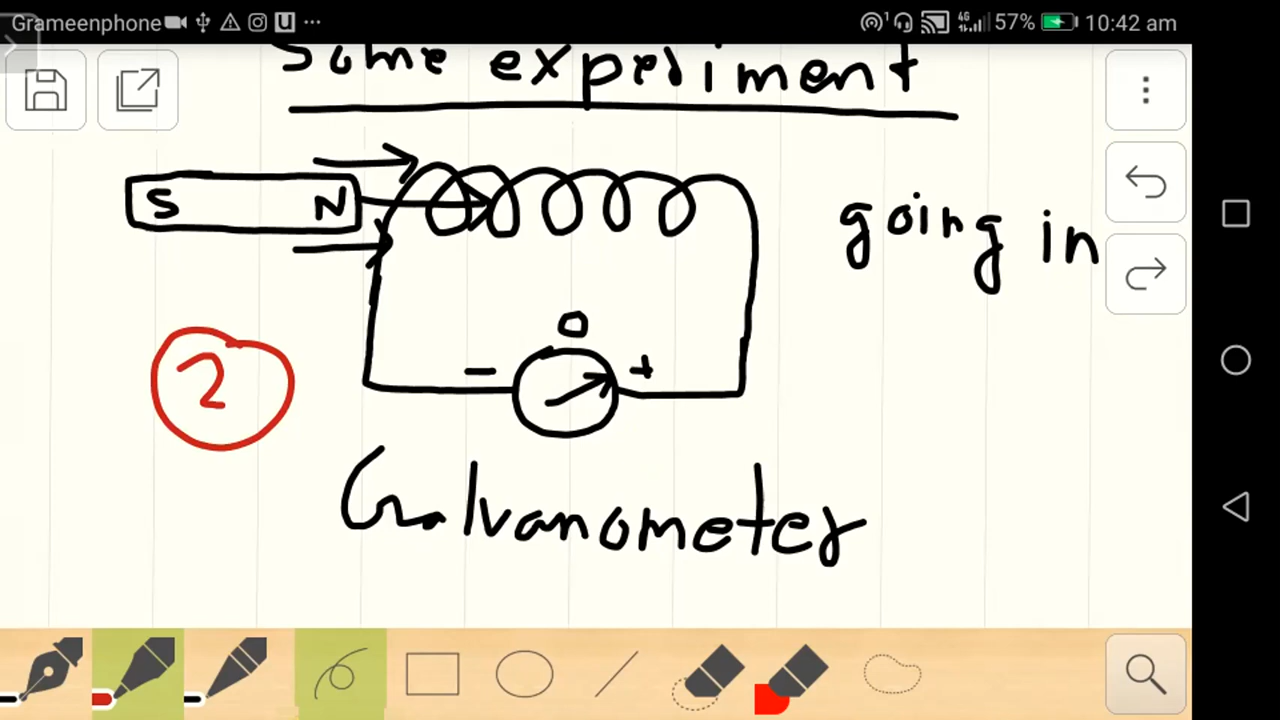 Grameenphone 57% 10:42 am
Some experiment
S N
going in
0
- +
2
Galvanometer